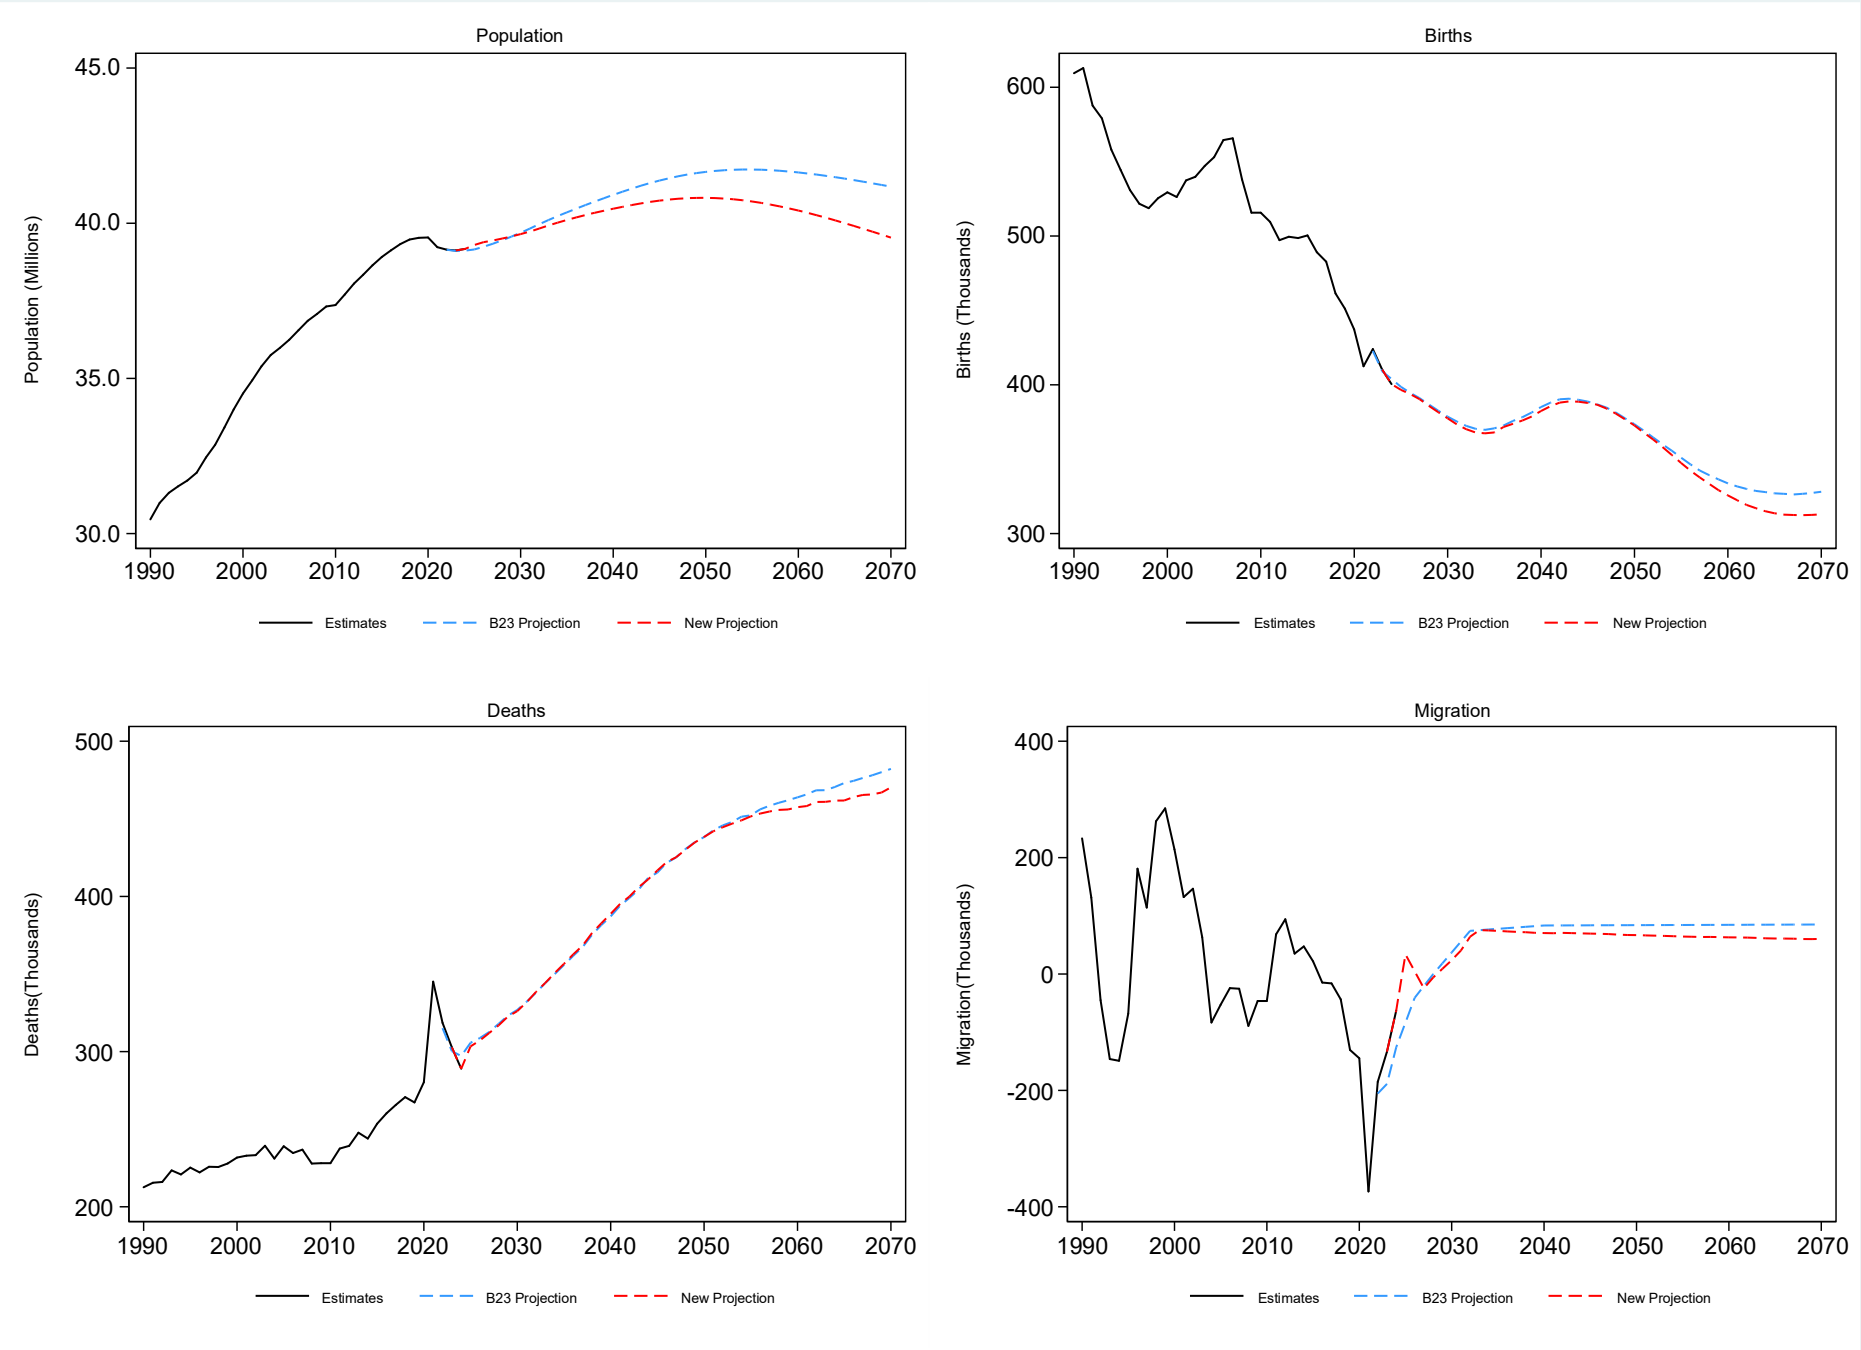 Population
Population (Millions)
45.0
40.0
35.0
30.0
1990 2000 2010 2020 2030 2040 2050 2060 2070
Estimates B23 Projection New Projection
Births
Births (Thousands)
600
500
400
300
1990 2000 2010 2020 2030 2040 2050 2060 2070
Estimates B23 Projection New Projection
Deaths
Deaths(Thousands)
500
400
300
200
1990 2000 2010 2020 2030 2040 2050 2060 2070
Estimates B23 Projection New Projection
Migration
Migration(Thousands)
400
200
0
-200
-400
1990 2000 2010 2020 2030 2040 2050 2060 2070
Estimates B23 Projection New Projection